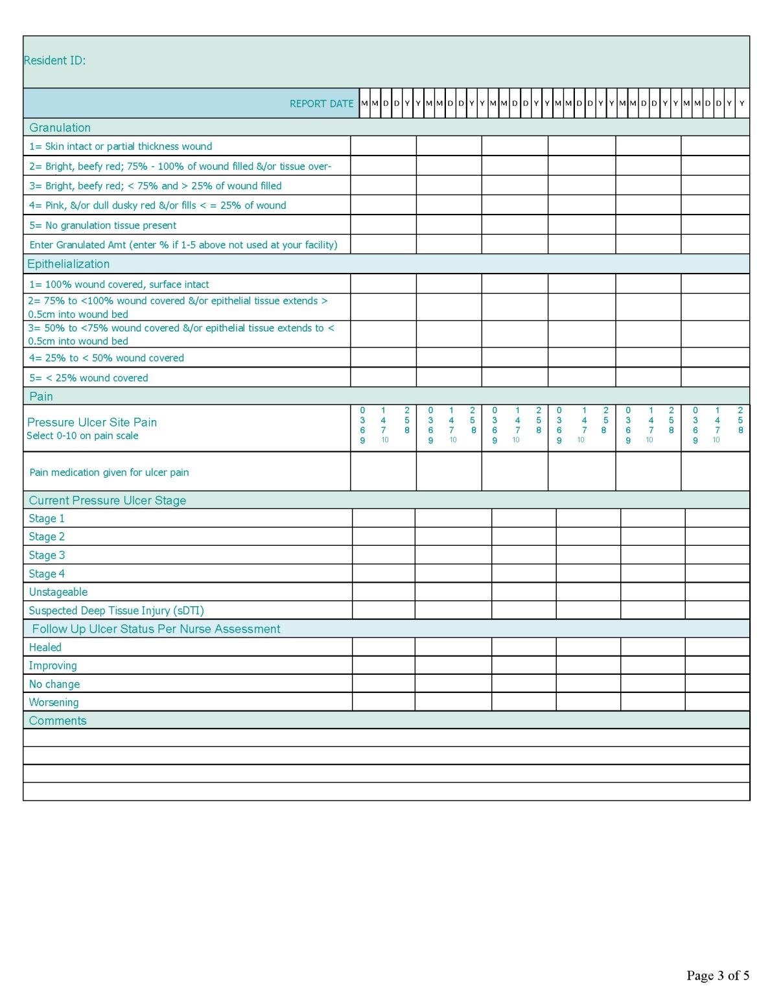 Resident ID:
REPORT DATE M M D D Y Y M M D D Y Y M M D D Y Y M M D D Y Y M M D D Y Y M M D D Y Y
Granulation
1= Skin intact or partial thickness wound
2= Bright, beefy red; 75% - 100% of wound filled &/or tissue over-
3= Bright, beefy red; < 75% and > 25% of wound filled
4= Pink, &/or dull dusky red &/or fills < = 25% of wound
5= No granulation tissue present
Enter Granulated Amt (enter % if 1-5 above not used at your facility)
Epithelialization
1= 100% wound covered, surface intact
2= 75% to <100% wound covered &/or epithelial tissue extends >
0.5cm into wound bed
3= 50% to <75% wound covered &/or epithelial tissue extends to <
0.5cm into wound bed
4= 25% to < 50% wound covered
5= < 25% wound covered
Pain
Pressure Ulcer Site Pain
Select 0-10 on pain scale
0 1 2 0 1 2 0 1 2 0 1 2 0 1 2 0 1 2
3 4 5 3 4 5 3 4 5 3 4 5 3 4 5 3 4 5
6 7 8 6 7 8 6 7 8 6 7 8 6 7 8 6 7 8
9 10 9 10 9 10 9 10 9 10 9 10
Pain medication given for ulcer pain
Current Pressure Ulcer Stage
Stage 1
Stage 2
Stage 3
Stage 4
Unstageable
Suspected Deep Tissue Injury (sDTI)
Follow Up Ulcer Status Per Nurse Assessment
Healed
Improving
No change
Worsening
Comments
Page 3 of 5